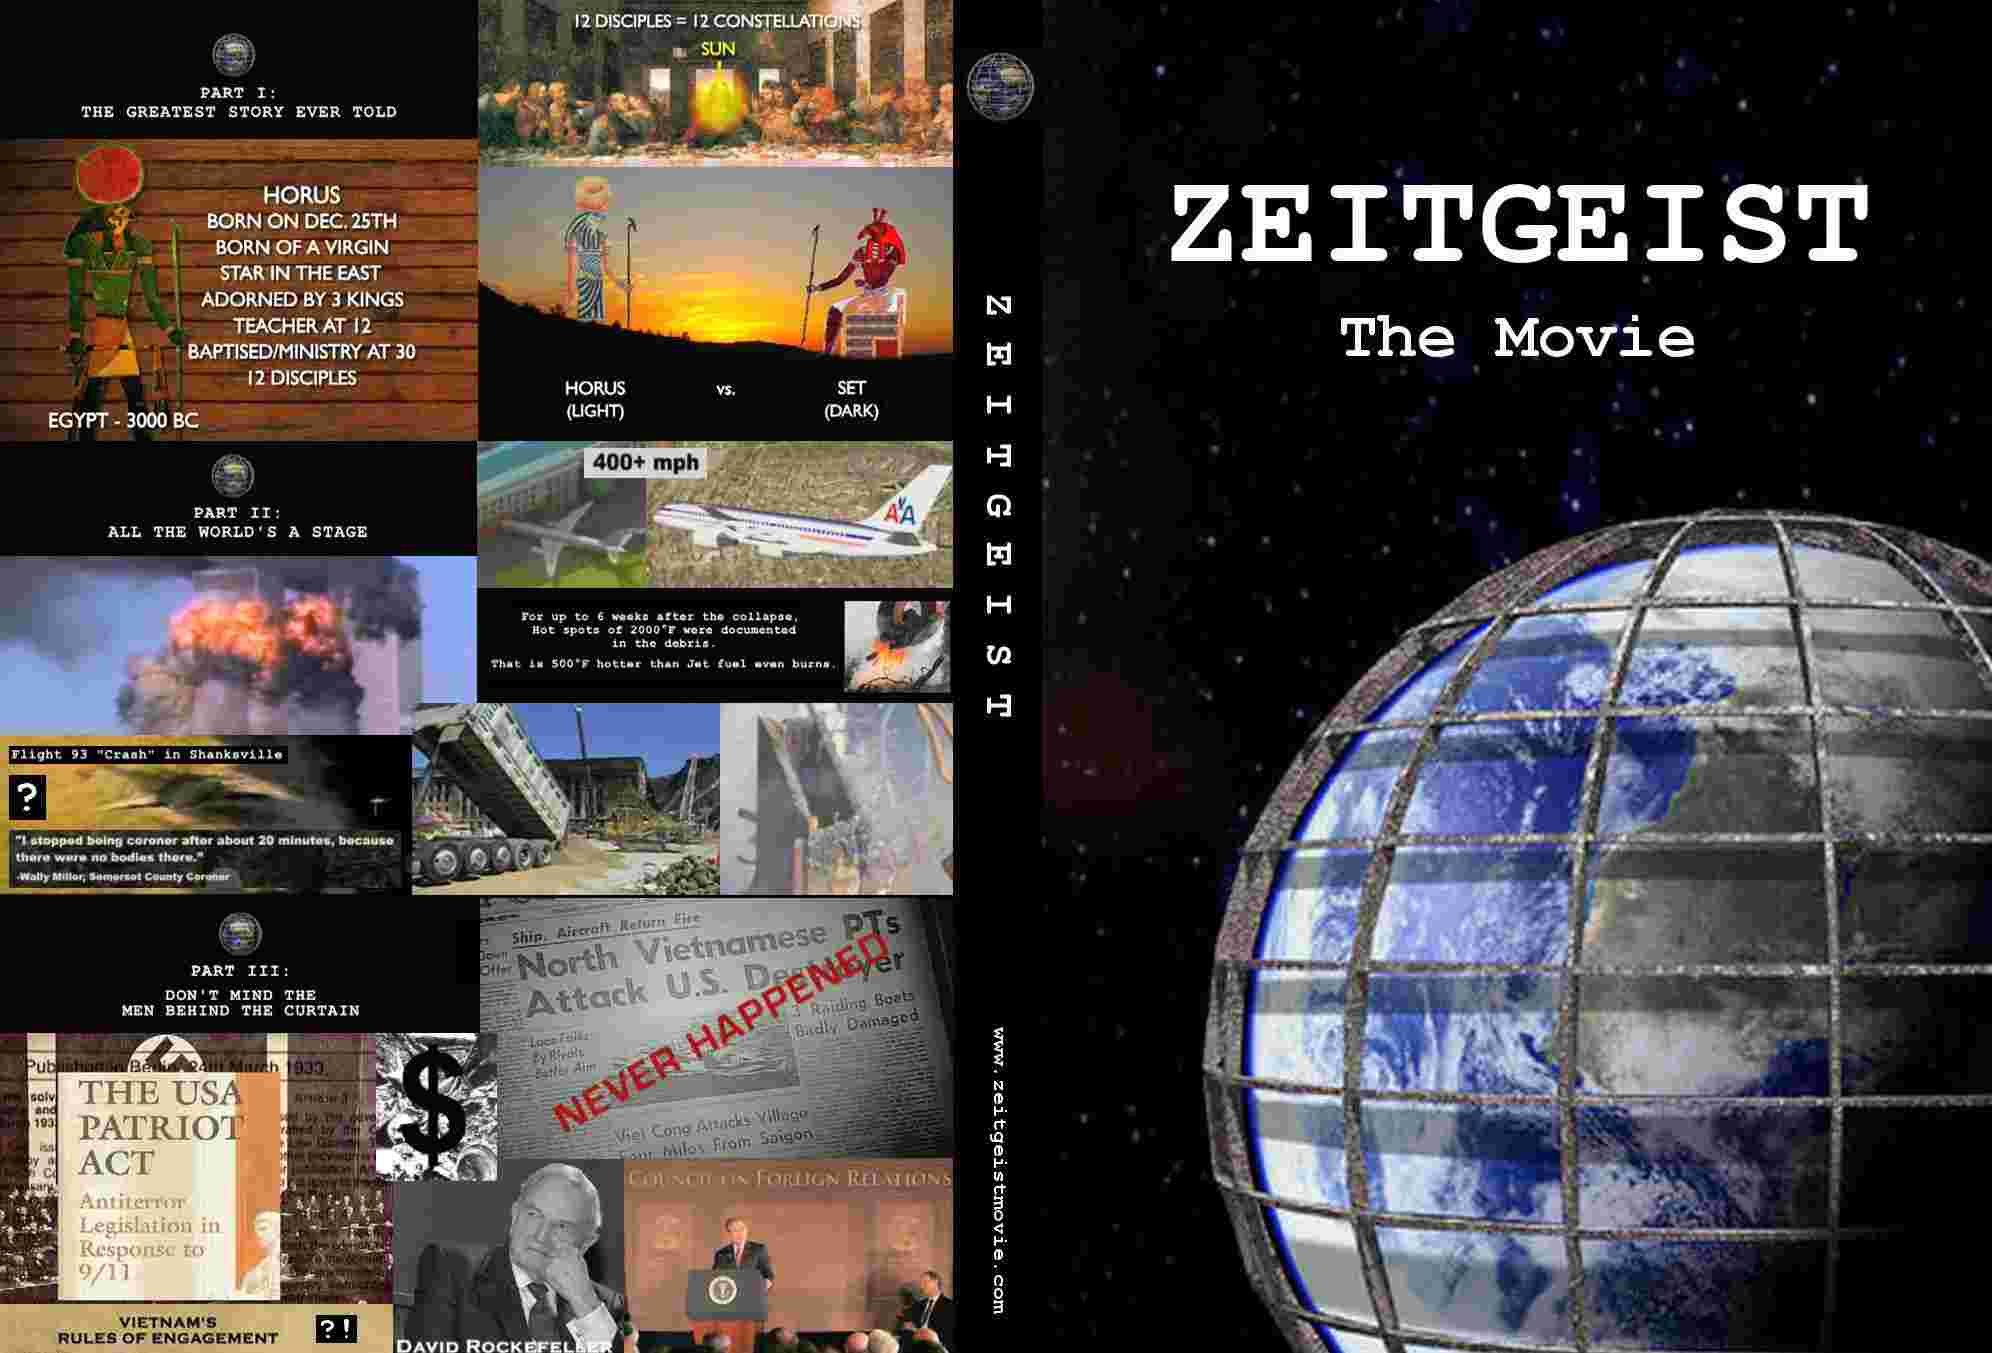 PART I:
THE GREATEST STORY EVER TOLD
HORUS
BORN ON DEC. 25TH
BORN OF A VIRGIN
STAR IN THE EAST
ADORNED BY 3 KINGS
TEACHER AT 12
BAPTISED/MINISTRY AT 30
12 DISCIPLES
EGYPT - 3000 BC
12 DISCIPLES = 12 CONSTELLATIONS
SUN
HORUS vs. SET
(LIGHT) (DARK)
PART II:
ALL THE WORLD'S A STAGE
400+ mph
AA
For up to 6 weeks after the collapse,
Hot spots of 2000°F were documented
in the debris.
That is 500°F hotter than Jet fuel even burns.
Flight 93 "Crash" in Shanksville
?
"I stopped being coroner after about 20 minutes, because
there were no bodies there."
-Wally Miller, Somerset County Coroner
PART III:
DON'T MIND THE
MEN BEHIND THE CURTAIN
Ship, Aircraft Return Fire
North Vietnamese PTs
Attack U.S.
NEVER HAPPENED
3 Raiding Boats
Badly Damaged
Viet Cong Attacks Village
Four Miles From Saigon
March 1933
THE USA
PATRIOT
ACT
Antiterror
Legislation in
Response to
9/11
$
VIETNAM'S
RULES OF ENGAGEMENT
?!
DAVID ROCKEFELLER
COUNCIL ON FOREIGN RELATIONS
ZEITGEIST
www.zeitgeistmovie.com
ZEITGEIST
The Movie